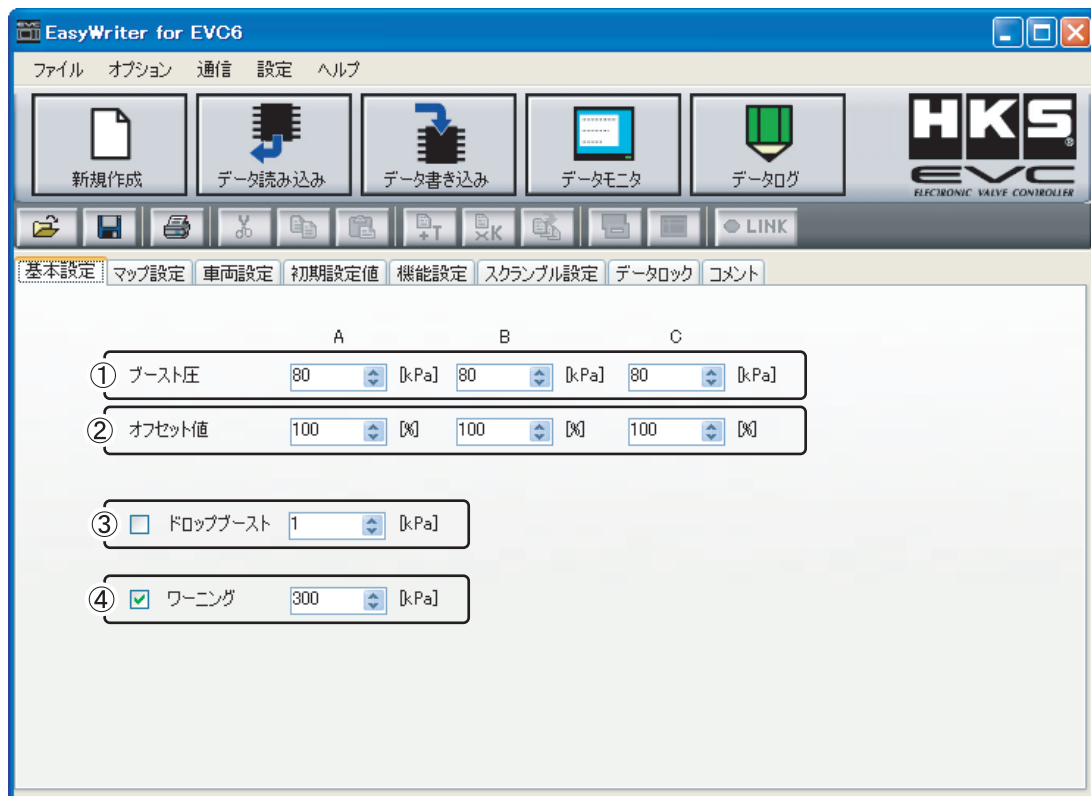 EasyWriter for EVC6
ファイル オプション 通信 設定 ヘルプ
新規作成 データ読み込み データ書き込み データモニタ データログ
HKS®
EVC
ELECTRONIC VALVE CONTROLLER
LINK
基本設定 マップ設定 車両設定 初期設定値 機能設定 スクランブル設定 データロック コメント
A B C
① ブースト圧 80 [kPa] 80 [kPa] 80 [kPa]
② オフセット値 100 [%] 100 [%] 100 [%]
③ ドロップブースト 1 [kPa]
④ ワーニング 300 [kPa]